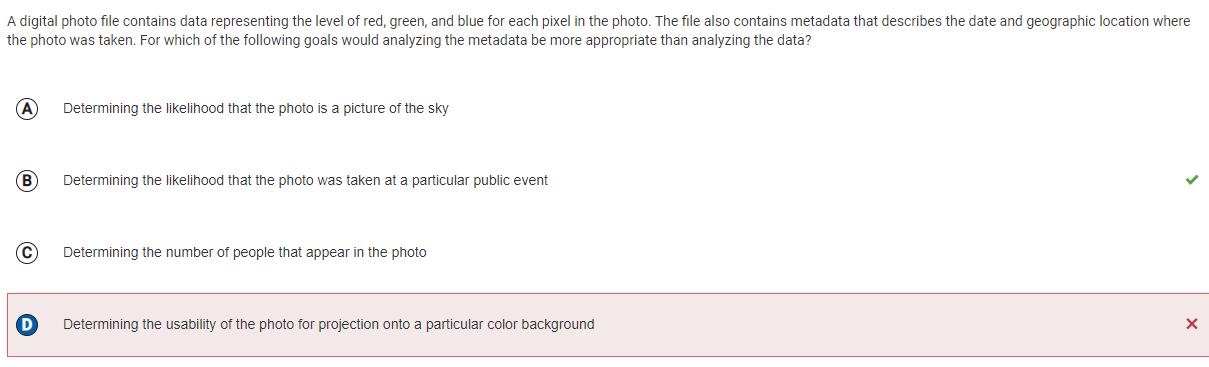 A digital photo file contains data representing the level of red, green, and blue for each pixel in the photo. The file also contains metadata that describes the date and geographic location where
the photo was taken. For which of the following goals would analyzing the metadata be more appropriate than analyzing the data?
A Determining the likelihood that the photo is a picture of the sky
B Determining the likelihood that the photo was taken at a particular public event
C Determining the number of people that appear in the photo
D Determining the usability of the photo for projection onto a particular color background